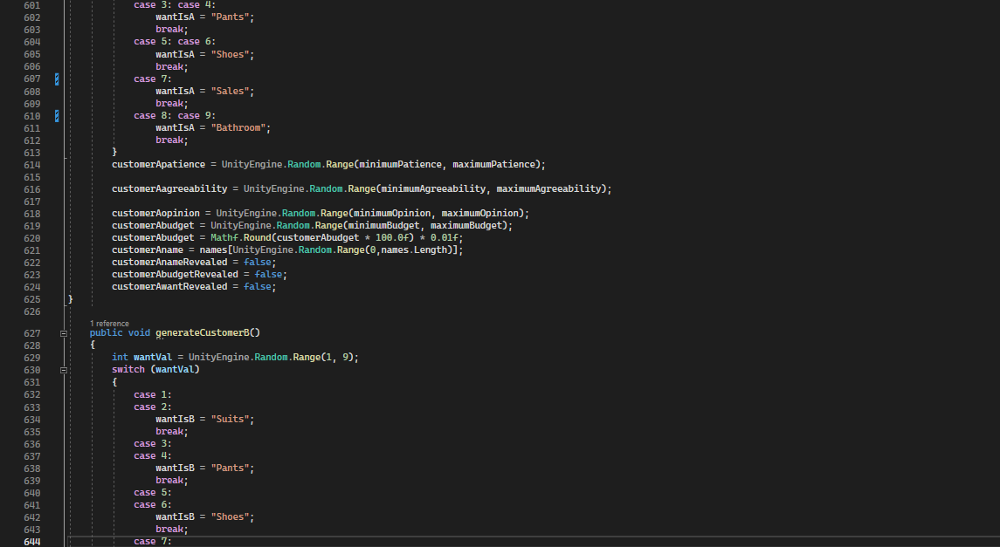 601 case 3: case 4:
602 wantIsA = "Pants";
603 break;
604 case 5: case 6:
605 wantIsA = "Shoes";
606 break;
607 case 7:
608 wantIsA = "Sales";
609 break;
610 case 8: case 9:
611 wantIsA = "Bathroom";
612 break;
613 }
614 customerApatience = UnityEngine.Random.Range(minimumPatience, maximumPatience);
615
616 customerAagreeability = UnityEngine.Random.Range(minimumAgreeability, maximumAgreeability);
617
618 customerAopinion = UnityEngine.Random.Range(minimumOpinion, maximumOpinion);
619 customerAbudget = UnityEngine.Random.Range(minimumBudget, maximumBudget);
620 customerAbudget = Mathf.Round(customerAbudget * 100.0f) * 0.01f;
621 customerAname = names[UnityEngine.Random.Range(0,names.Length)];
622 customerAnameRevealed = false;
623 customerAbudgetRevealed = false;
624 customerAwantRevealed = false;
625 }
626
1 reference
627 public void generateCustomerB()
628 {
629 int wantVal = UnityEngine.Random.Range(1, 9);
630 switch (wantVal)
631 {
632 case 1:
633 case 2:
634 wantIsB = "Suits";
635 break;
636 case 3:
637 case 4:
638 wantIsB = "Pants";
639 break;
640 case 5:
641 case 6:
642 wantIsB = "Shoes";
643 break;
644 case 7: